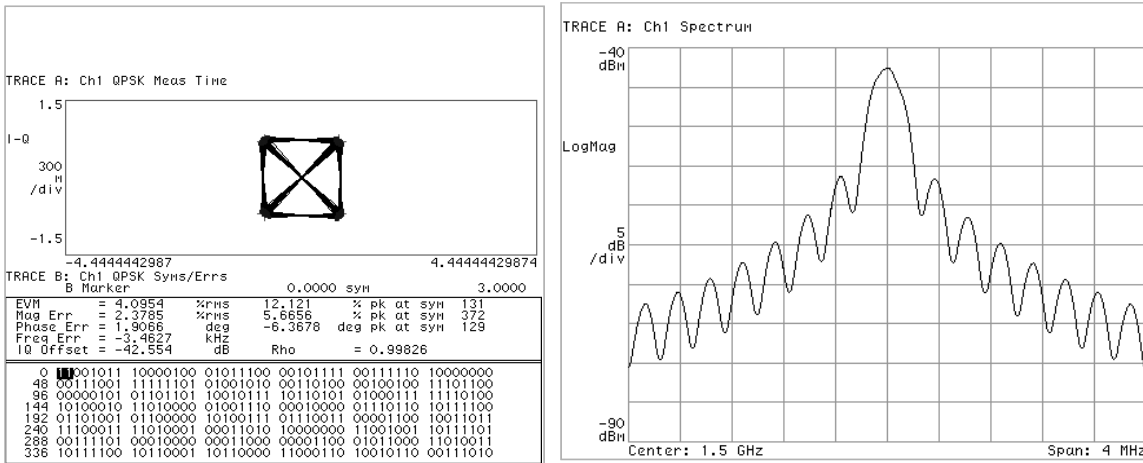 TRACE A: Ch1 QPSK Meas Time
1.5
I-Q
300
m
/div
-1.5
-4.4444442987 4.44444429874
TRACE B: Ch1 QPSK Syms/Errs
B Marker 0.0000 sym 3.0000
EVM = 4.0954 %rms 12.121 % pk at sym 131
Mag Err = 2.3785 %rms 5.6656 % pk at sym 372
Phase Err = 1.9066 deg -6.3678 deg pk at sym 129
Freq Err = -3.4627 kHz
IQ Offset = -42.554 dB Rho = 0.99826
0 11001011 10000100 01011100 00101111 00111110 10000000
48 00111001 11111101 01001110 00101100 10010100 11101100
96 00000101 01101101 10010111 10110101 01000111 11110100
144 10100010 11010000 01001010 00010000 01110110 10111100
192 01101001 01100000 10100111 01110011 00001100 10011011
240 11100011 11010001 00101010 00100011 10001000 11010110
288 00111101 00010000 00011000 00001100 01011000 11010011
336 10111100 10110001 10110000 11000110 01010010 00111010
TRACE A: Ch1 Spectrum
-40
dBm
LogMag
5
dB
/div
-90
dBm
Center: 1.5 GHz Span: 4 MHz